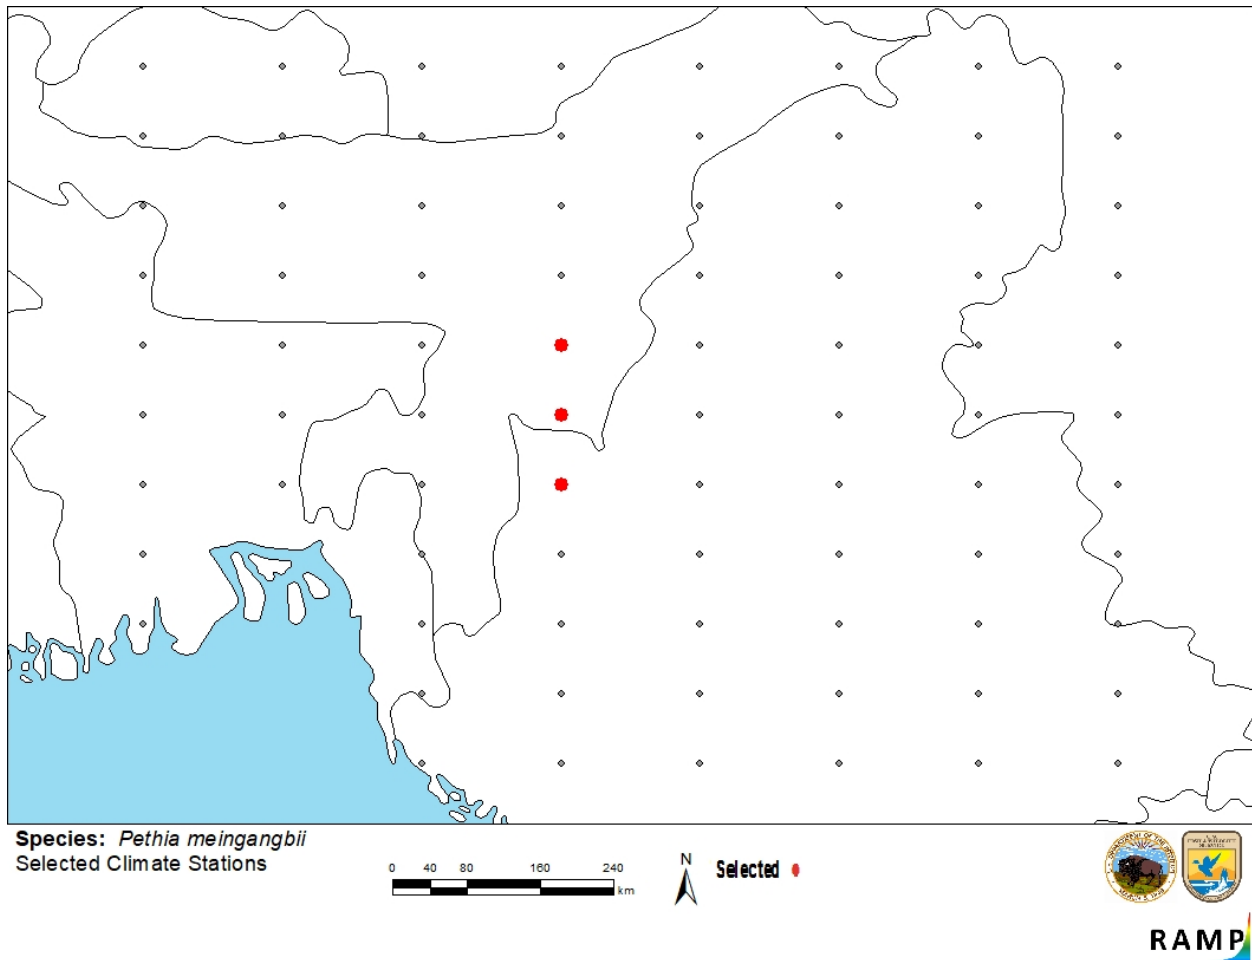 Species: Pethia meingangbii
Selected Climate Stations
0 40 80 160 240
km
N
Selected
RAMP